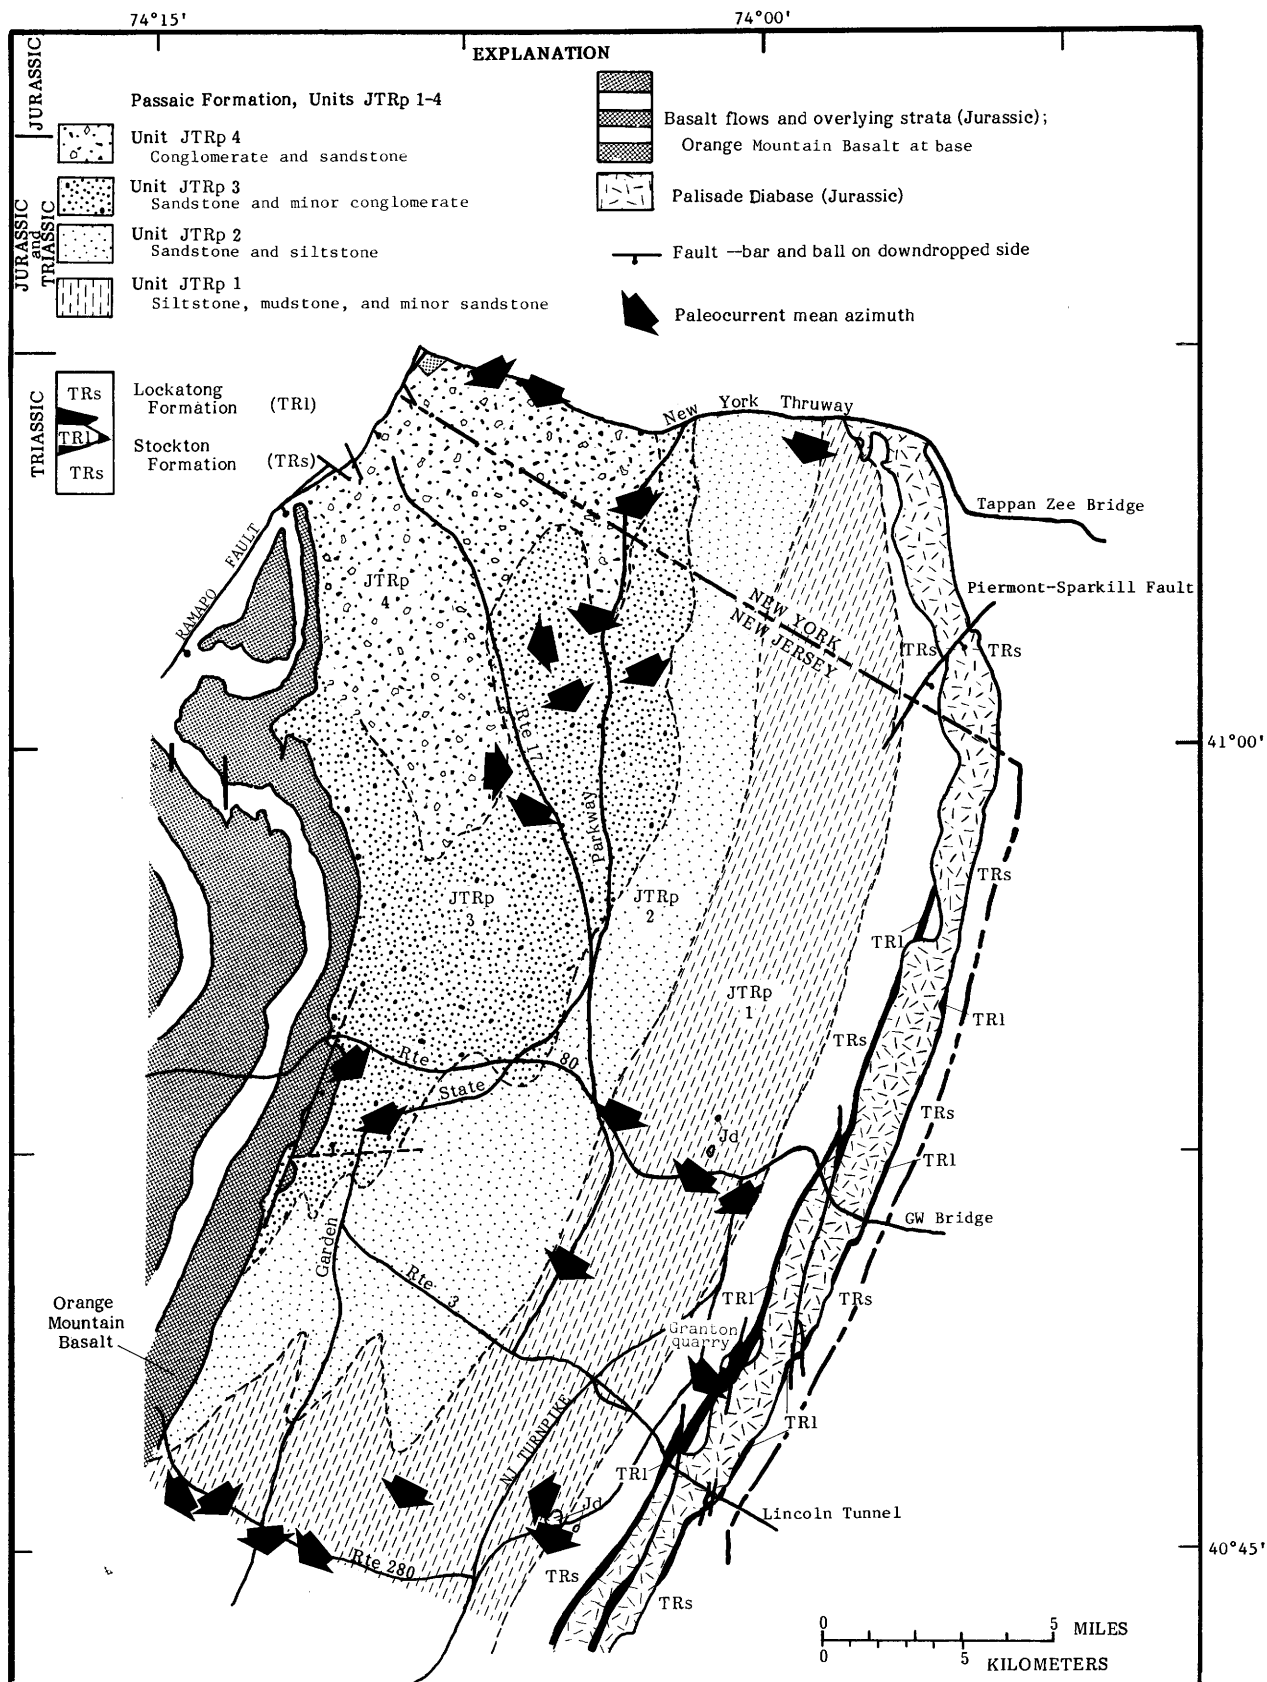 74°15'
74°00'
EXPLANATION
JURASSIC
Passaic Formation, Units JTRp 1-4
Unit JTRp 4
Conglomerate and sandstone
JURASSIC
and
TRIASSIC
Unit JTRp 3
Sandstone and minor conglomerate
Unit JTRp 2
Sandstone and siltstone
Unit JTRp 1
Siltstone, mudstone, and minor sandstone
Basalt flows and overlying strata (Jurassic);
Orange Mountain Basalt at base
Palisade Diabase (Jurassic)
Fault --bar and ball on downdropped side
Paleocurrent mean azimuth
TRIASSIC
TRs
TRl
TRs
Lockatong
Formation (TRl)
Stockton
Formation (TRs)
New York Thruway
Tappan Zee Bridge
RAMAPO FAULT
JTRp
4
Piermont-Sparkill Fault
NEW YORK
NEW JERSEY
TRs
TRs
Rte 17
41°00'
Parkway
JTRp
3
JTRp
2
TRs
TRl
JTRp
1
TRl
TRs
Rte 80
State
TRs
Jd
TRl
GW Bridge
Garden
Rte 3
TRl
TRs
Orange
Mountain
Basalt
Granton
quarry
NJ TURNPIKE
TRl
TRl
Jd
Lincoln Tunnel
40°45'
Rte 280
TRs
TRs
0 5 MILES
0 5 KILOMETERS